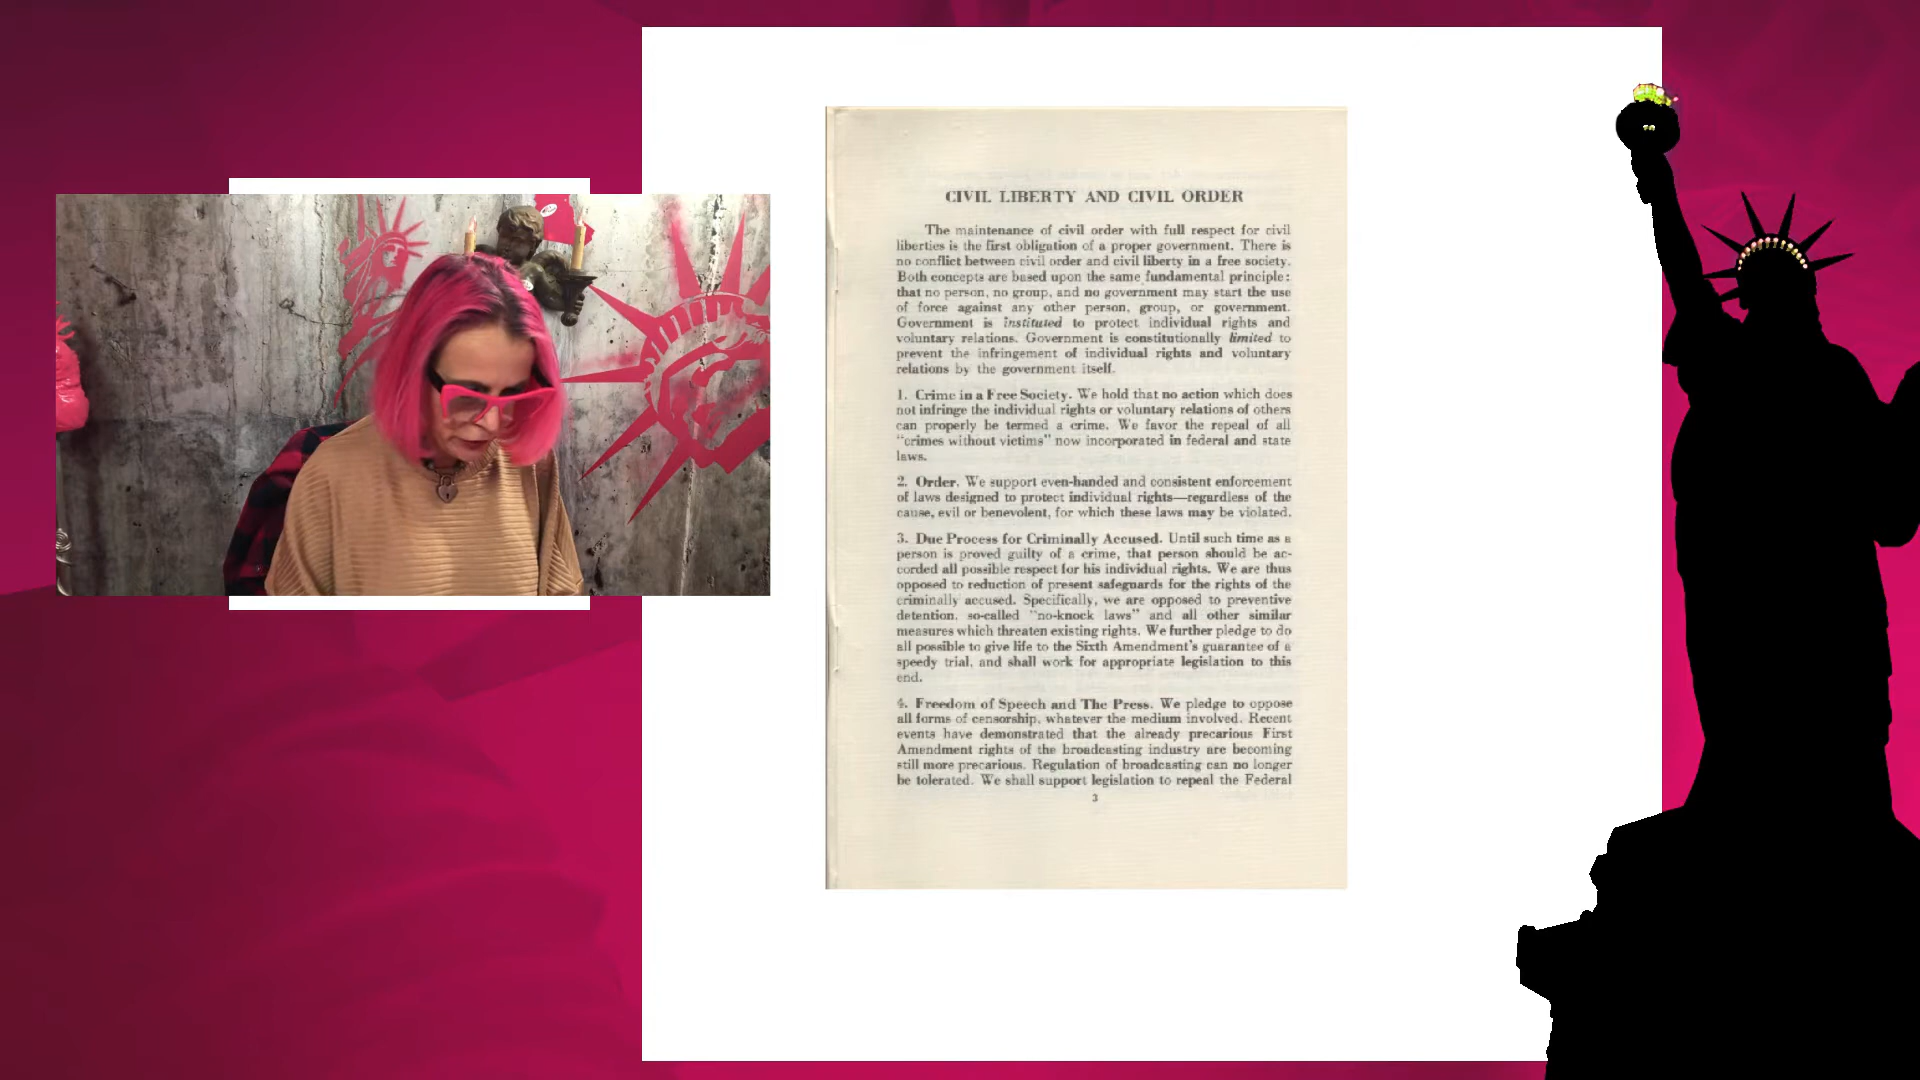 CIVIL LIBERTY AND CIVIL ORDER
The maintenance of civil order with full respect for civil
liberties is the first obligation of a proper government. There is
no conflict between civil order and civil liberty in a free society.
Both concepts are based upon the same fundamental principle:
that no person, no group, and no government may start the use
of force against any other person, group, or government.
Government is instituted to protect individual rights and
voluntary relations. Government is constitutionally limited to
prevent the infringement of individual rights and voluntary
relations by the government itself.
1. Crime in a Free Society. We hold that no action which does
not infringe the individual rights or voluntary relations of others
can properly be termed a crime. We favor the repeal of all
"crimes without victims" now incorporated in federal and state
laws.
2. Order. We support even-handed and consistent enforcement
of laws designed to protect individual rights—regardless of the
cause, evil or benevolent, for which these laws may be violated.
3. Due Process for Criminally Accused. Until such time as a
person is proved guilty of a crime, that person should be ac-
corded all possible respect for his individual rights. We are thus
opposed to reduction of present safeguards for the rights of the
criminally accused. Specifically, we are opposed to preventive
detention, so-called "no-knock laws" and all other similar
measures which threaten existing rights. We further pledge to do
all possible to give life to the Sixth Amendment's guarantee of a
speedy trial, and shall work for appropriate legislation to this
end.
4. Freedom of Speech and The Press. We pledge to oppose
all forms of censorship, whatever the medium involved. Recent
events have demonstrated that the already precarious First
Amendment rights of the broadcasting industry are becoming
still more precarious. Regulation of broadcasting can no longer
be tolerated. We shall support legislation to repeal the Federal
3